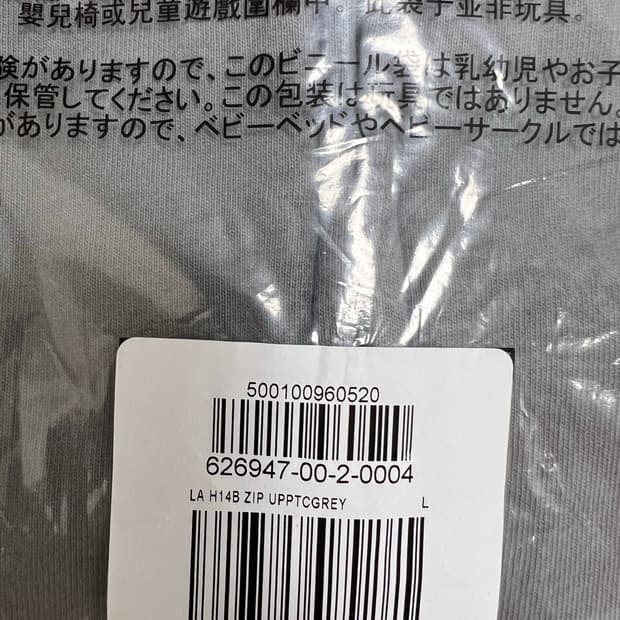 嬰兒椅或兒童遊戲圍欄中。此袋子並非玩具。
険がありますので、このビニール袋は乳幼児やお子
保管してください。この包装は玩具ではありません。
がありますので、ベビーベッドやベビーサークルでは
500100960520
626947-00-2-0004
LA H14B ZIP UPPTCGREY L